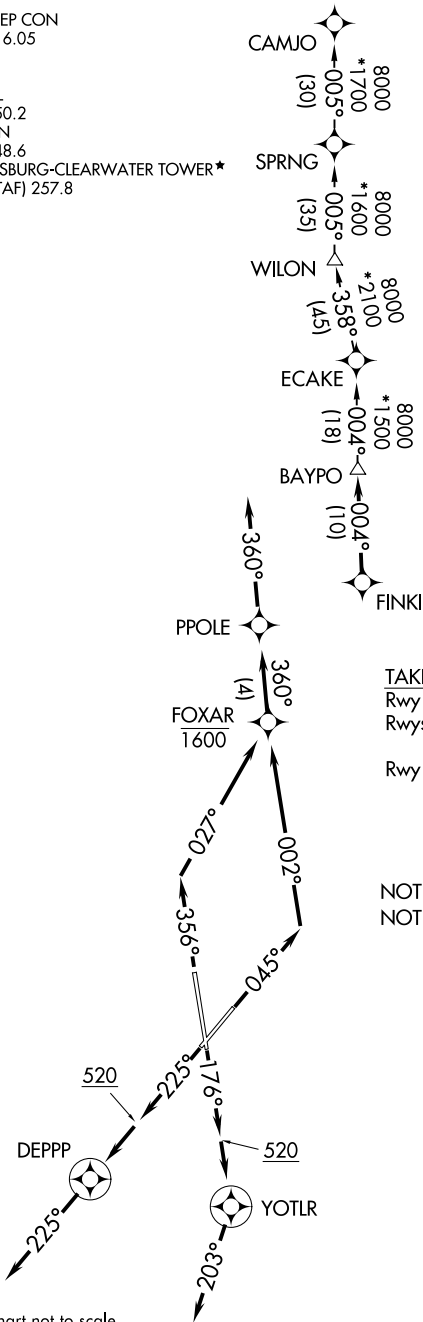 EP CON
6.05
50.2
N
48.6
SBURG-CLEARWATER TOWER★
TAF) 257.8
CAMJO
005°
(30)
8000
*1700
SPRNG
005°
(35)
8000
*1600
WILON
358°
(45)
8000
*2100
ECAKE
004°
(18)
8000
*1500
BAYPO
004°
(10)
FINKI
360°
PPOLE
360°
(4)
FOXAR
1600
TAK
Rwy
Rwys
Rwy
027°
002°
356°
045°
NOT
NOT
225°
176°
520
520
DEPPP
YOTLR
225°
203°
hart not to scale